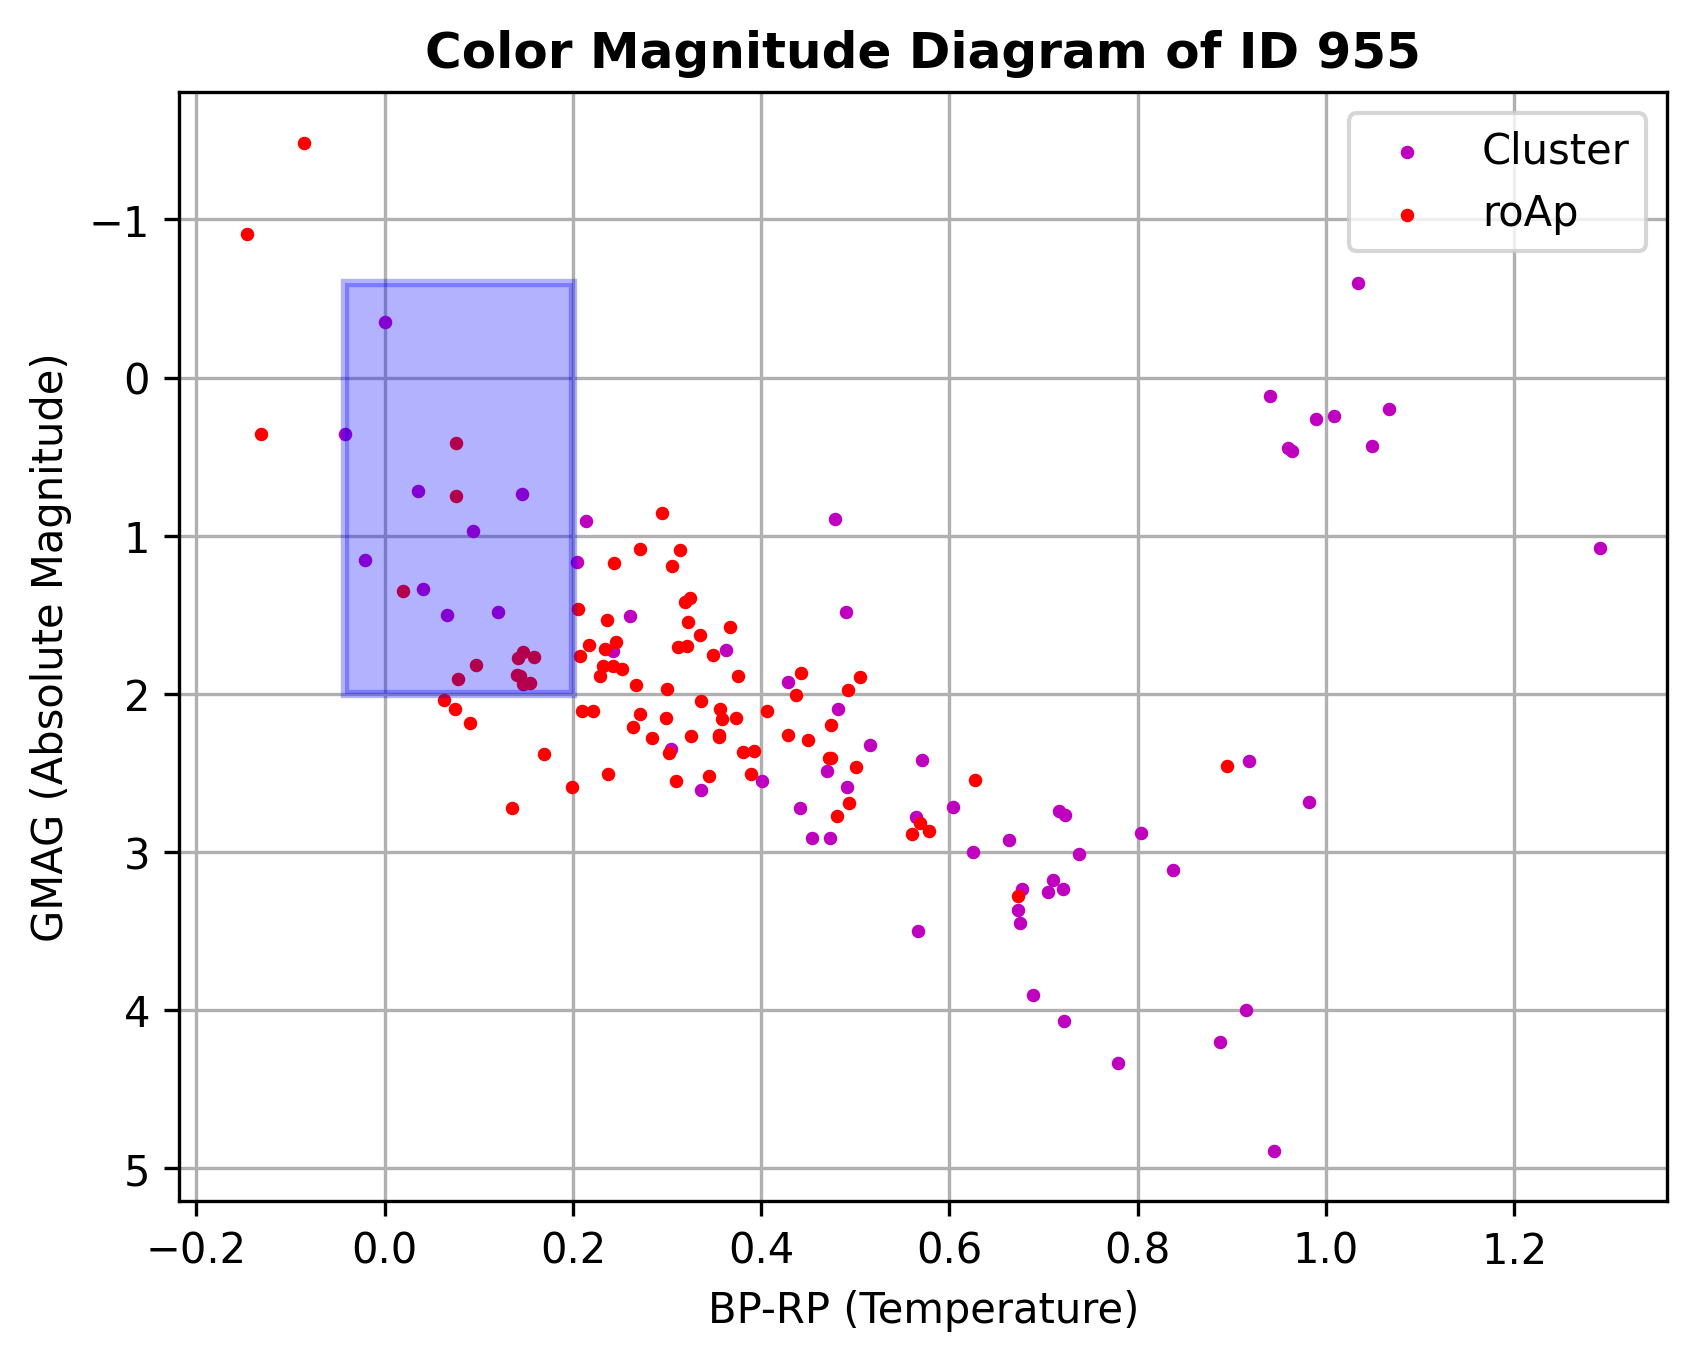 Color Magnitude Diagram of ID 955
Cluster
roAp
GMAG (Absolute Magnitude)
−1
0
1
2
3
4
5
−0.2 0.0 0.2 0.4 0.6 0.8 1.0 1.2
BP-RP (Temperature)